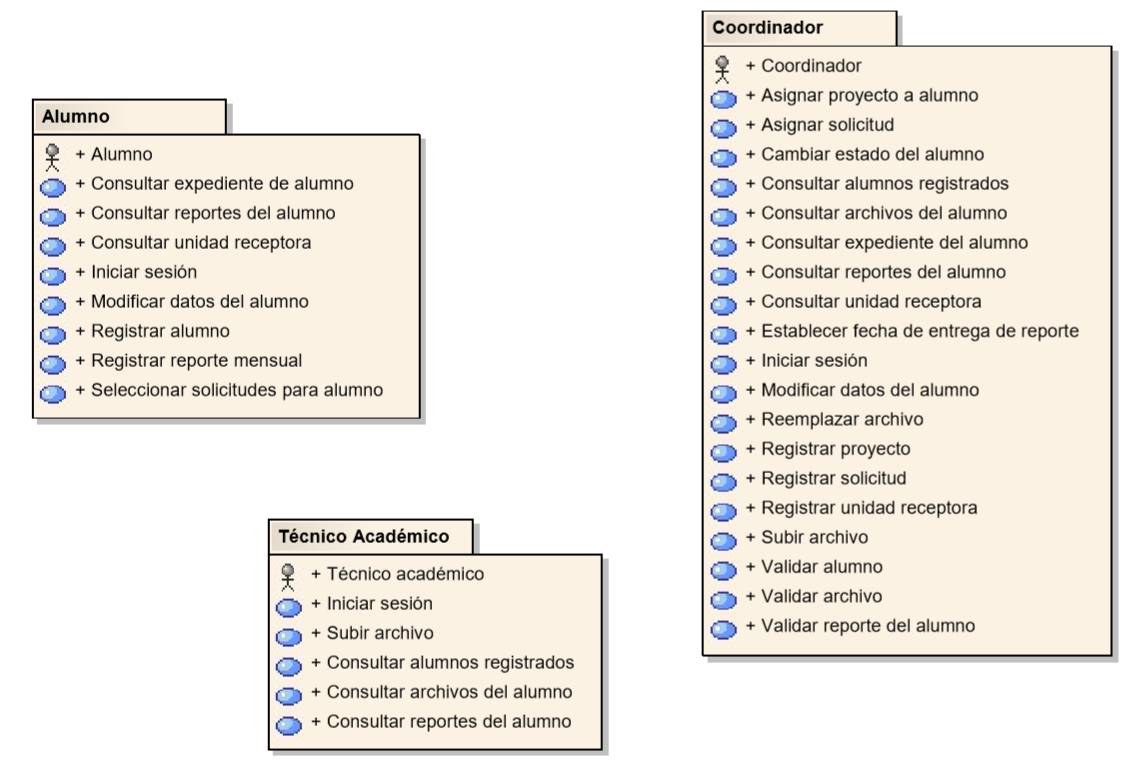 Alumno
+ Alumno
+ Consultar expediente de alumno
+ Consultar reportes del alumno
+ Consultar unidad receptora
+ Iniciar sesión
+ Modificar datos del alumno
+ Registrar alumno
+ Registrar reporte mensual
+ Seleccionar solicitudes para alumno
Técnico Académico
+ Técnico académico
+ Iniciar sesión
+ Subir archivo
+ Consultar alumnos registrados
+ Consultar archivos del alumno
+ Consultar reportes del alumno
Coordinador
+ Coordinador
+ Asignar proyecto a alumno
+ Asignar solicitud
+ Cambiar estado del alumno
+ Consultar alumnos registrados
+ Consultar archivos del alumno
+ Consultar expediente del alumno
+ Consultar reportes del alumno
+ Consultar unidad receptora
+ Establecer fecha de entrega de reporte
+ Iniciar sesión
+ Modificar datos del alumno
+ Reemplazar archivo
+ Registrar proyecto
+ Registrar solicitud
+ Registrar unidad receptora
+ Subir archivo
+ Validar alumno
+ Validar archivo
+ Validar reporte del alumno